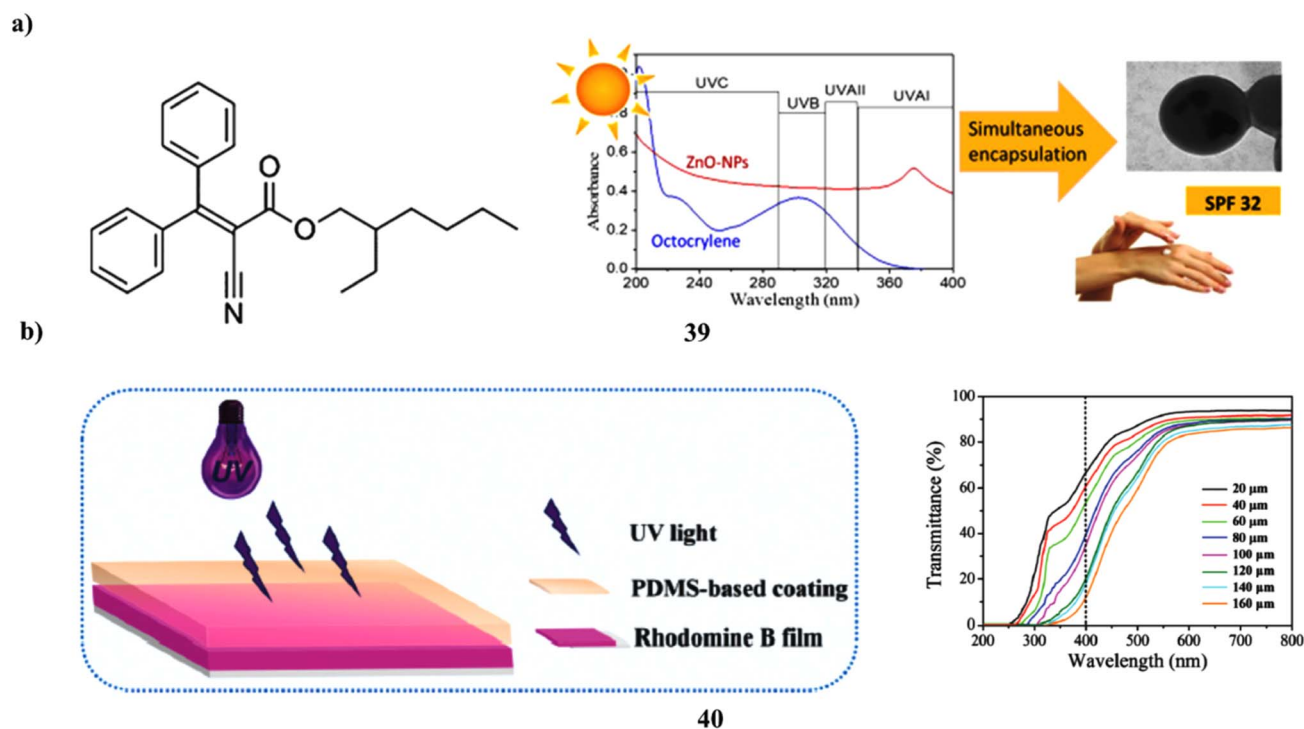 a)
O
O
N
Absorbance
0.8
0.6
0.4
0.2
0.0
UVC
UVB
UVAII
UVAI
ZnO-NPs
Octocrylene
200 240 280 320 360 400
Wavelength (nm)
Simultaneous
encapsulation
SPF 32
39
b)
UV
UV light
PDMS-based coating
Rhodomine B film
Transmittance (%)
100
80
60
40
20
0
20 µm
40 µm
60 µm
80 µm
100 µm
120 µm
140 µm
160 µm
200 300 400 500 600 700 800
Wavelength (nm)
40